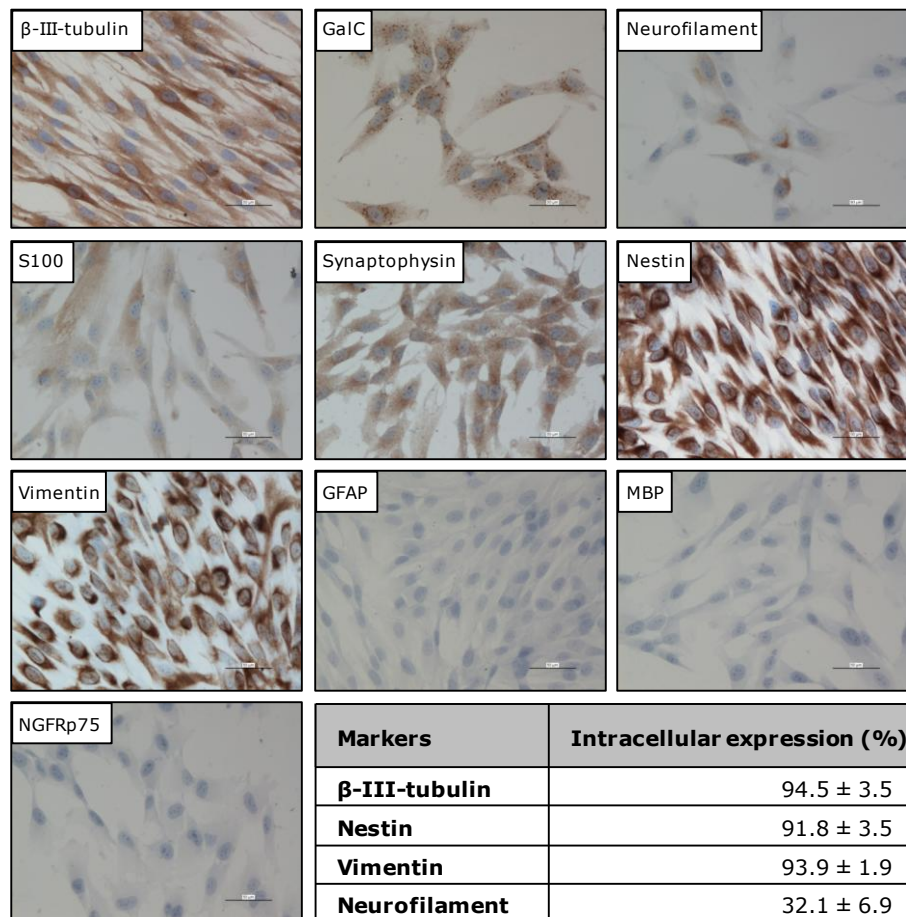 β-III-tubulin
GalC
Neurofilament
S100
Synaptophysin
Nestin
Vimentin
GFAP
MBP
NGFRp75
Markers Intracellular expression (%)
β-III-tubulin 94.5 ± 3.5
Nestin 91.8 ± 3.5
Vimentin 93.9 ± 1.9
Neurofilament 32.1 ± 6.9